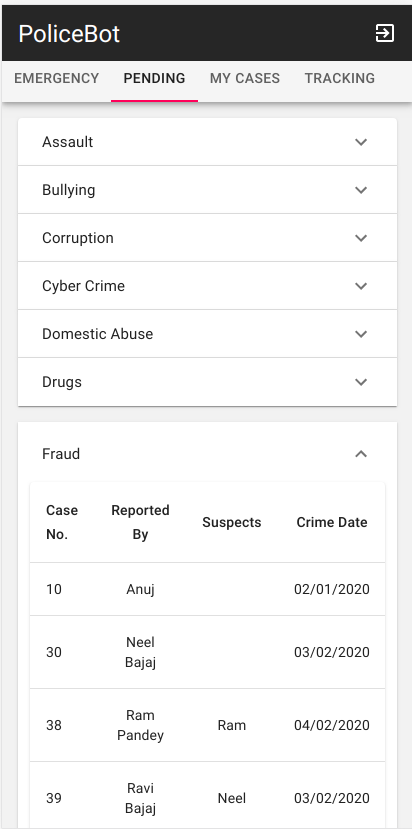 PoliceBot
EMERGENCY PENDING MY CASES TRACKING
Assault
Bullying
Corruption
Cyber Crime
Domestic Abuse
Drugs
Fraud
Case No. Reported By Suspects Crime Date
10 Anuj 02/01/2020
30 Neel Bajaj 03/02/2020
38 Ram Pandey Ram 04/02/2020
39 Ravi Bajaj Neel 03/02/2020